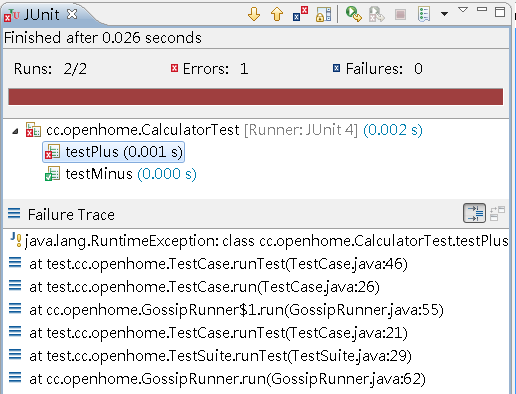 JUnit
Finished after 0.026 seconds
Runs: 2/2 Errors: 1 Failures: 0
cc.openhome.CalculatorTest [Runner: JUnit 4] (0.002 s)
testPlus (0.001 s)
testMinus (0.000 s)
Failure Trace
java.lang.RuntimeException: class cc.openhome.CalculatorTest.testPlus
at test.cc.openhome.TestCase.runTest(TestCase.java:46)
at test.cc.openhome.TestCase.run(TestCase.java:26)
at cc.openhome.GossipRunner$1.run(GossipRunner.java:55)
at test.cc.openhome.TestCase.runTest(TestCase.java:21)
at test.cc.openhome.TestSuite.runTest(TestSuite.java:29)
at cc.openhome.GossipRunner.run(GossipRunner.java:62)